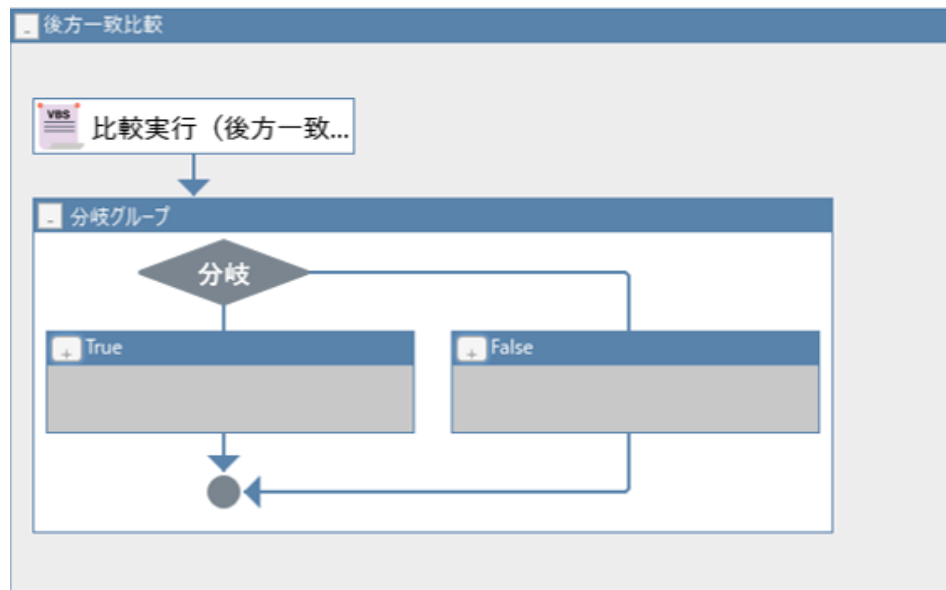 後方一致比較
VBS
比較実行（後方一致...
分岐グループ
分岐
True
False